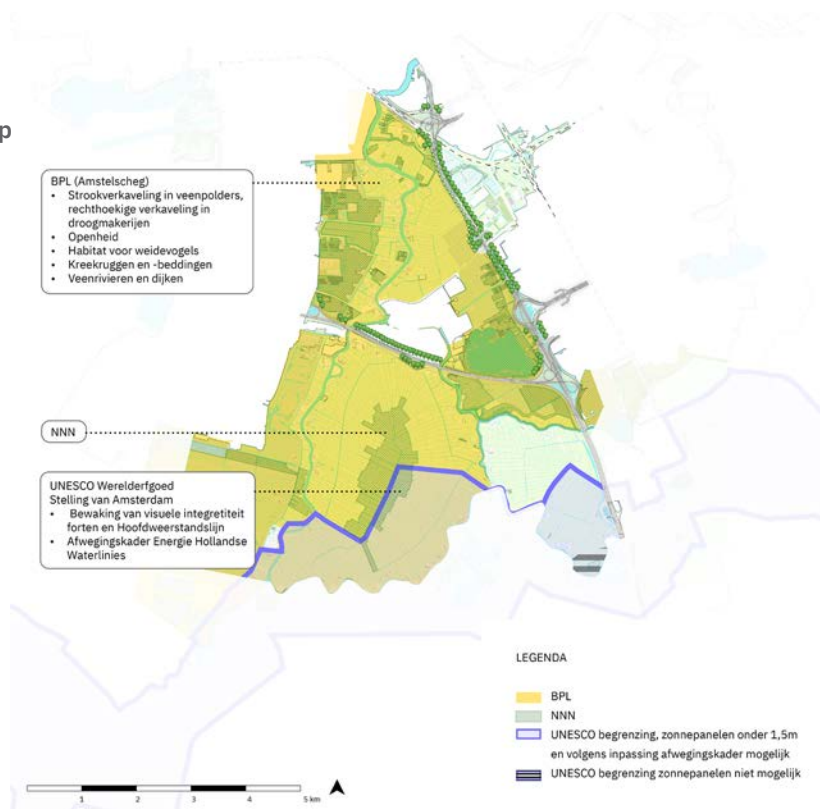 p
BPL (Amstelscheg)
• Strookverkaveling in veenpolders,
rechthoekige verkaveling in
droogmakerijen
• Openheid
• Habitat voor weidevogels
• Kreekruggen en -beddingen
• Veenrivieren en dijken
NNN
UNESCO Werelderfgoed
Stelling van Amsterdam
• Bewaking van visuele integretiteit
forten en Hoofdweerstandslijn
• Afwegingskader Energie Hollandse
Waterlinies
LEGENDA
BPL
NNN
UNESCO begrenzing, zonnepanelen onder 1,5m
en volgens inpassing afwegingskader mogelijk
UNESCO begrenzing zonnepanelen niet mogelijk
1 2 3 4 5 km